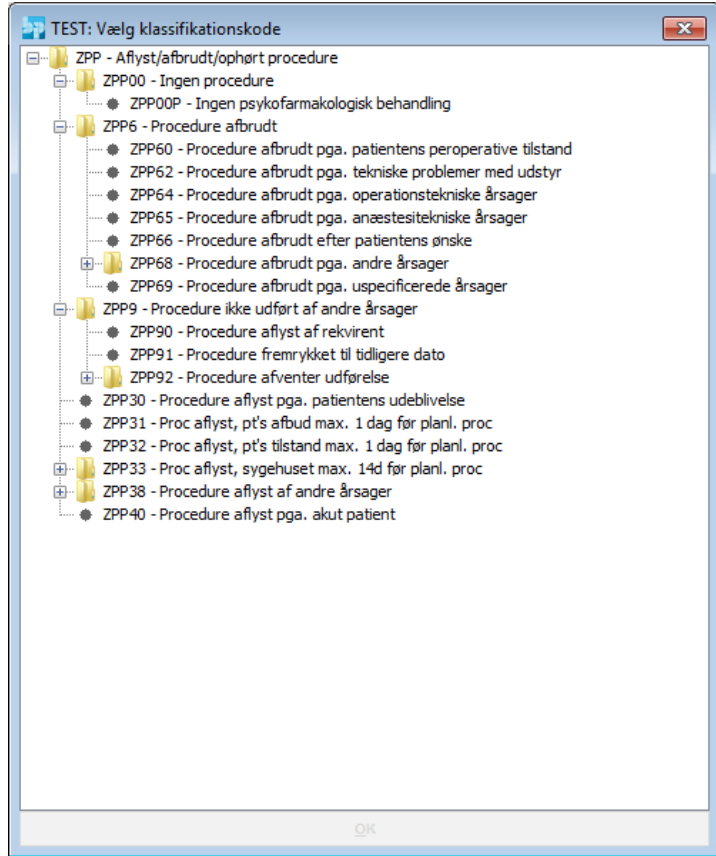 TEST: Vælg klassifikationskode
ZPP - Aflyst/afbrudt/ophørt procedure
ZPP00 - Ingen procedure
ZPP00P - Ingen psykofarmakologisk behandling
ZPP6 - Procedure afbrudt
ZPP60 - Procedure afbrudt pga. patientens peroperative tilstand
ZPP62 - Procedure afbrudt pga. tekniske problemer med udstyr
ZPP64 - Procedure afbrudt pga. operationstekniske årsager
ZPP65 - Procedure afbrudt pga. anæstesitekniske årsager
ZPP66 - Procedure afbrudt efter patientens ønske
ZPP68 - Procedure afbrudt pga. andre årsager
ZPP69 - Procedure afbrudt pga. uspecificerede årsager
ZPP9 - Procedure ikke udført af andre årsager
ZPP90 - Procedure aflyst af rekvirent
ZPP91 - Procedure fremrykket til tidligere dato
ZPP92 - Procedure afventer udførelse
ZPP30 - Procedure aflyst pga. patientens udeblivelse
ZPP31 - Proc aflyst, pt's afbud max. 1 dag før planl. proc
ZPP32 - Proc aflyst, pt's tilstand max. 1 dag før planl. proc
ZPP33 - Proc aflyst, sygehuset max. 14d før planl. proc
ZPP38 - Procedure aflyst af andre årsager
ZPP40 - Procedure aflyst pga. akut patient
OK